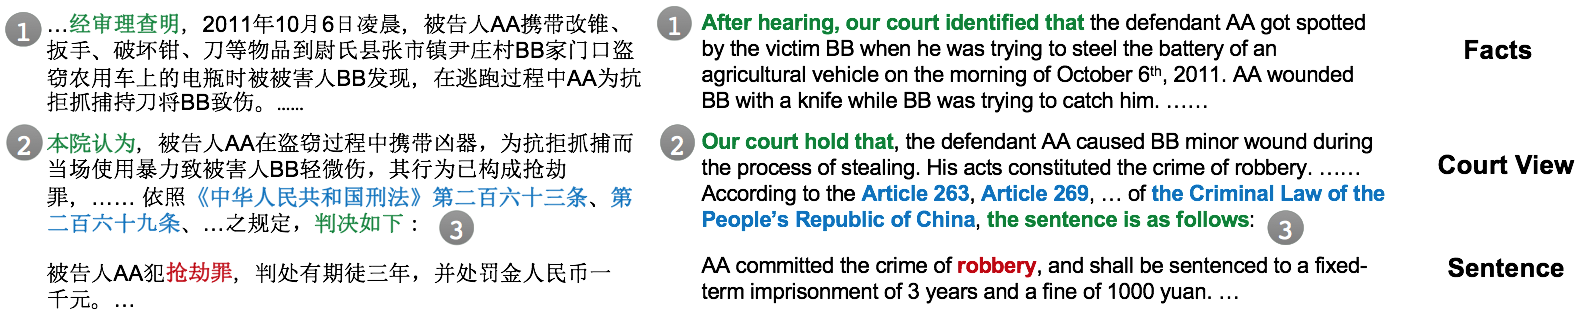 1
…经审理查明，2011年10月6日凌晨，被告人AA携带改锥、
扳手、破坏钳、刀等物品到尉氏县张市镇尹庄村BB家门口盗
窃农用车上的电瓶时被被害人BB发现，在逃跑过程中AA为抗
拒抓捕持刀将BB致伤。......
2
本院认为，被告人AA在盗窃过程中携带凶器，为抗拒抓捕而
当场使用暴力致被害人BB轻微伤，其行为已构成抢劫
罪，…… 依照《中华人民共和国刑法》第二百六十三条、第
二百六十九条、…之规定，判决如下：
3
被告人AA犯抢劫罪，判处有期徒三年，并处罚金人民币一
千元。…
1
After hearing, our court identified that the defendant AA got spotted
by the victim BB when he was trying to steel the battery of an
agricultural vehicle on the morning of October 6th, 2011. AA wounded
BB with a knife while BB was trying to catch him. ……
2
Our court hold that, the defendant AA caused BB minor wound during
the process of stealing. His acts constituted the crime of robbery. ……
According to the Article 263, Article 269, … of the Criminal Law of the
People’s Republic of China, the sentence is as follows:
3
AA committed the crime of robbery, and shall be sentenced to a fixed-
term imprisonment of 3 years and a fine of 1000 yuan. …
Facts
Court View
Sentence